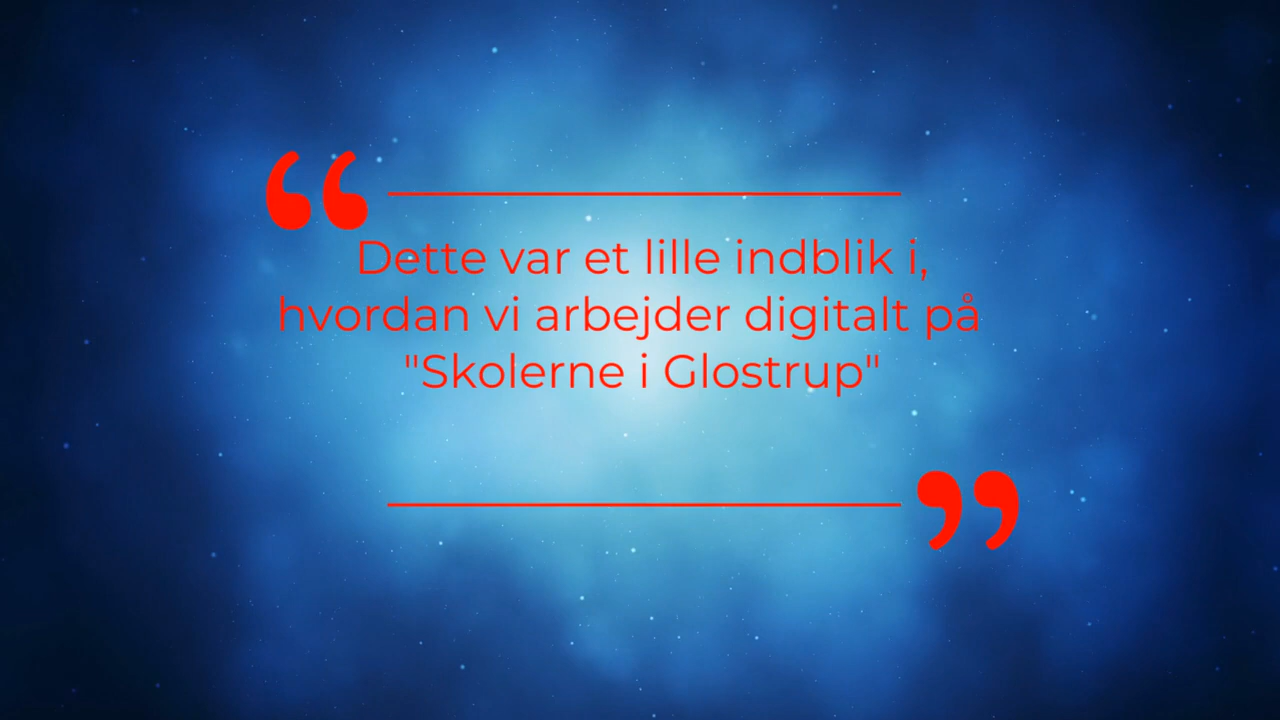 “
Dette var et lille indblik i,
hvordan vi arbejder digitalt på
"Skolerne i Glostrup"
”